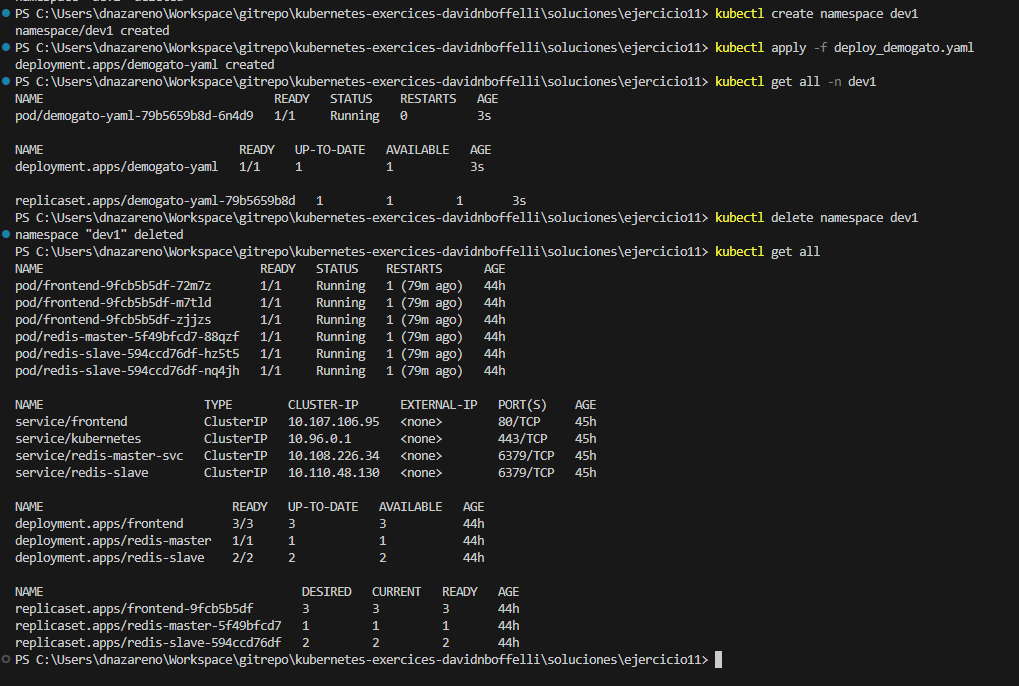 PS C:\Users\dnazareno\Workspace\gitrepo\kubernetes-exercices-davidnboffelli\soluciones\ejercicio11> kubectl create namespace dev1
namespace/dev1 created
PS C:\Users\dnazareno\Workspace\gitrepo\kubernetes-exercices-davidnboffelli\soluciones\ejercicio11> kubectl apply -f deploy_demogato.yaml
deployment.apps/demogato-yaml created
PS C:\Users\dnazareno\Workspace\gitrepo\kubernetes-exercices-davidnboffelli\soluciones\ejercicio11> kubectl get all -n dev1
NAME READY STATUS RESTARTS AGE
pod/demogato-yaml-79b5659b8d-6n4d9 1/1 Running 0 3s
NAME READY UP-TO-DATE AVAILABLE AGE
deployment.apps/demogato-yaml 1/1 1 1 3s
replicaset.apps/demogato-yaml-79b5659b8d 1 1 1 3s
PS C:\Users\dnazareno\Workspace\gitrepo\kubernetes-exercices-davidnboffelli\soluciones\ejercicio11> kubectl delete namespace dev1
namespace "dev1" deleted
PS C:\Users\dnazareno\Workspace\gitrepo\kubernetes-exercices-davidnboffelli\soluciones\ejercicio11> kubectl get all
NAME READY STATUS RESTARTS AGE
pod/frontend-9fcb5b5df-72m7z 1/1 Running 1 (79m ago) 44h
pod/frontend-9fcb5b5df-m7tld 1/1 Running 1 (79m ago) 44h
pod/frontend-9fcb5b5df-zjjzs 1/1 Running 1 (79m ago) 44h
pod/redis-master-5f49bfcd7-88qzf 1/1 Running 1 (79m ago) 44h
pod/redis-slave-594ccd76df-hz5t5 1/1 Running 1 (79m ago) 44h
pod/redis-slave-594ccd76df-nq4jh 1/1 Running 1 (79m ago) 44h
NAME TYPE CLUSTER-IP EXTERNAL-IP PORT(S) AGE
service/frontend ClusterIP 10.107.106.95 <none> 80/TCP 45h
service/kubernetes ClusterIP 10.96.0.1 <none> 443/TCP 45h
service/redis-master-svc ClusterIP 10.108.226.34 <none> 6379/TCP 45h
service/redis-slave ClusterIP 10.110.48.130 <none> 6379/TCP 45h
NAME READY UP-TO-DATE AVAILABLE AGE
deployment.apps/frontend 3/3 3 3 44h
deployment.apps/redis-master 1/1 1 1 44h
deployment.apps/redis-slave 2/2 2 2 44h
NAME DESIRED CURRENT READY AGE
replicaset.apps/frontend-9fcb5b5df 3 3 3 44h
replicaset.apps/redis-master-5f49bfcd7 1 1 1 44h
replicaset.apps/redis-slave-594ccd76df 2 2 2 44h
PS C:\Users\dnazareno\Workspace\gitrepo\kubernetes-exercices-davidnboffelli\soluciones\ejercicio11>